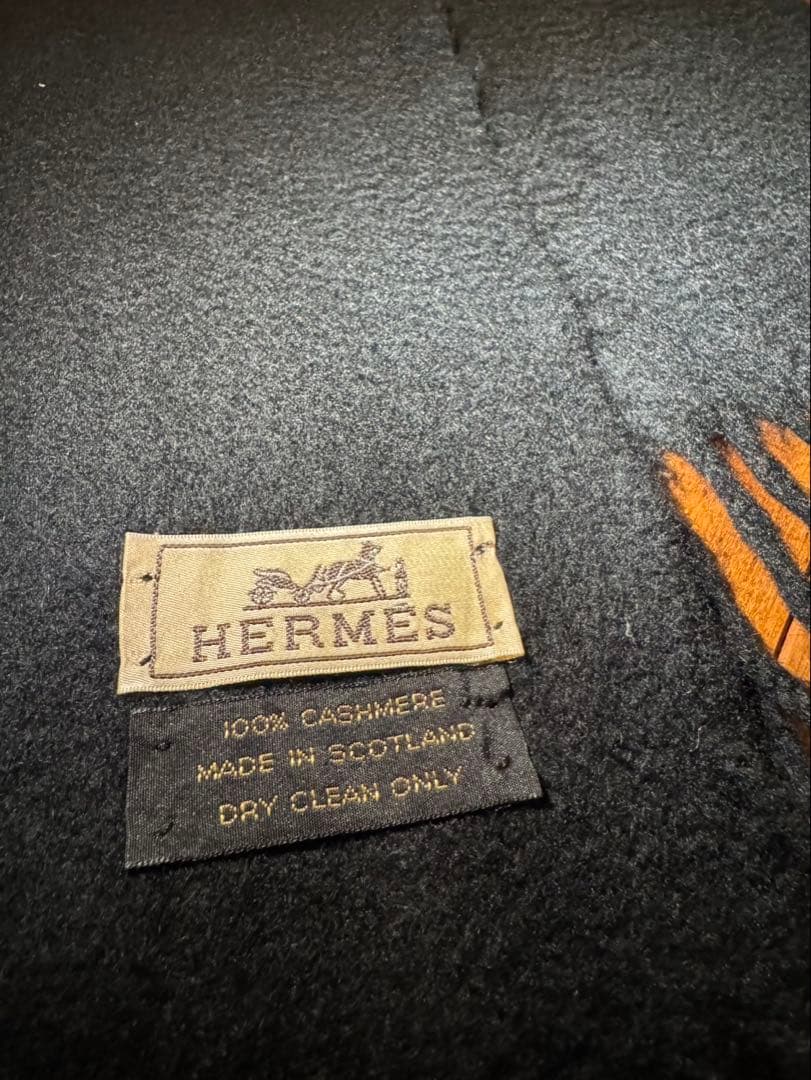 HERMES
100% CASHMERE
MADE IN SCOTLAND
DRY CLEAN ONLY